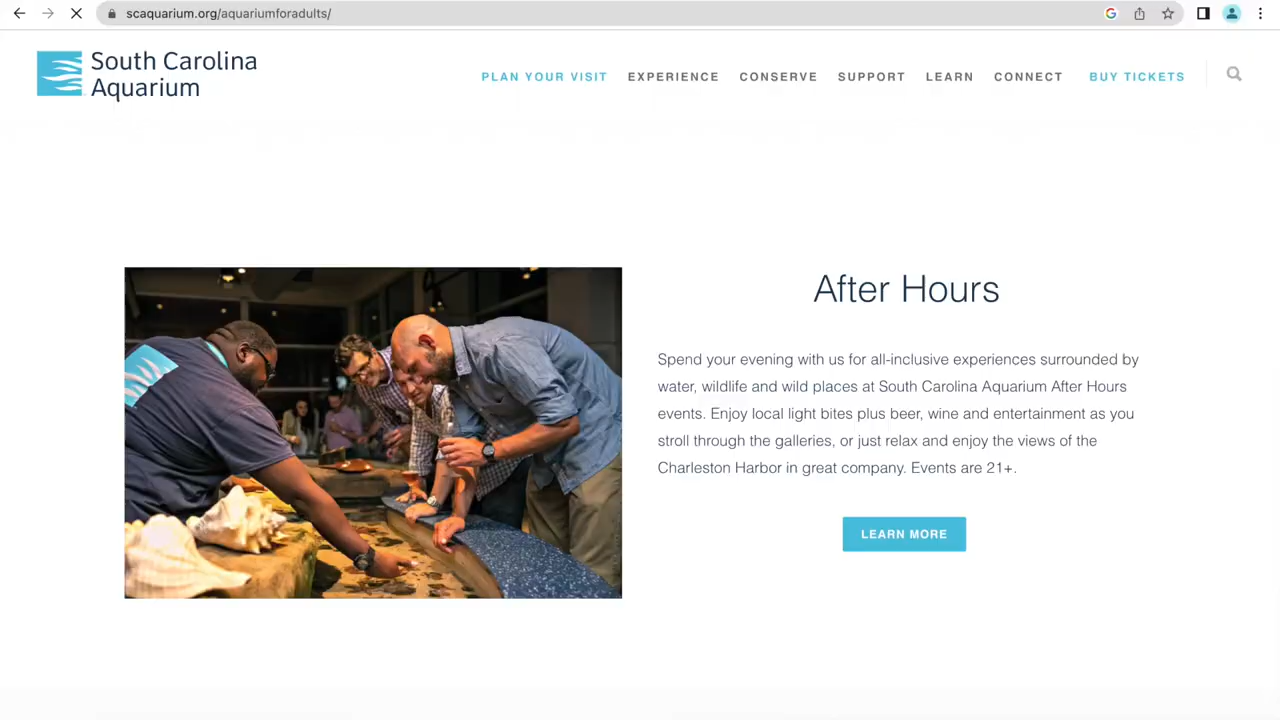 scaquarium.org/aquariumforadults/
South Carolina
Aquarium
PLAN YOUR VISIT EXPERIENCE CONSERVE SUPPORT LEARN CONNECT BUY TICKETS
After Hours
Spend your evening with us for all-inclusive experiences surrounded by
water, wildlife and wild places at South Carolina Aquarium After Hours
events. Enjoy local light bites plus beer, wine and entertainment as you
stroll through the galleries, or just relax and enjoy the views of the
Charleston Harbor in great company. Events are 21+.
LEARN MORE